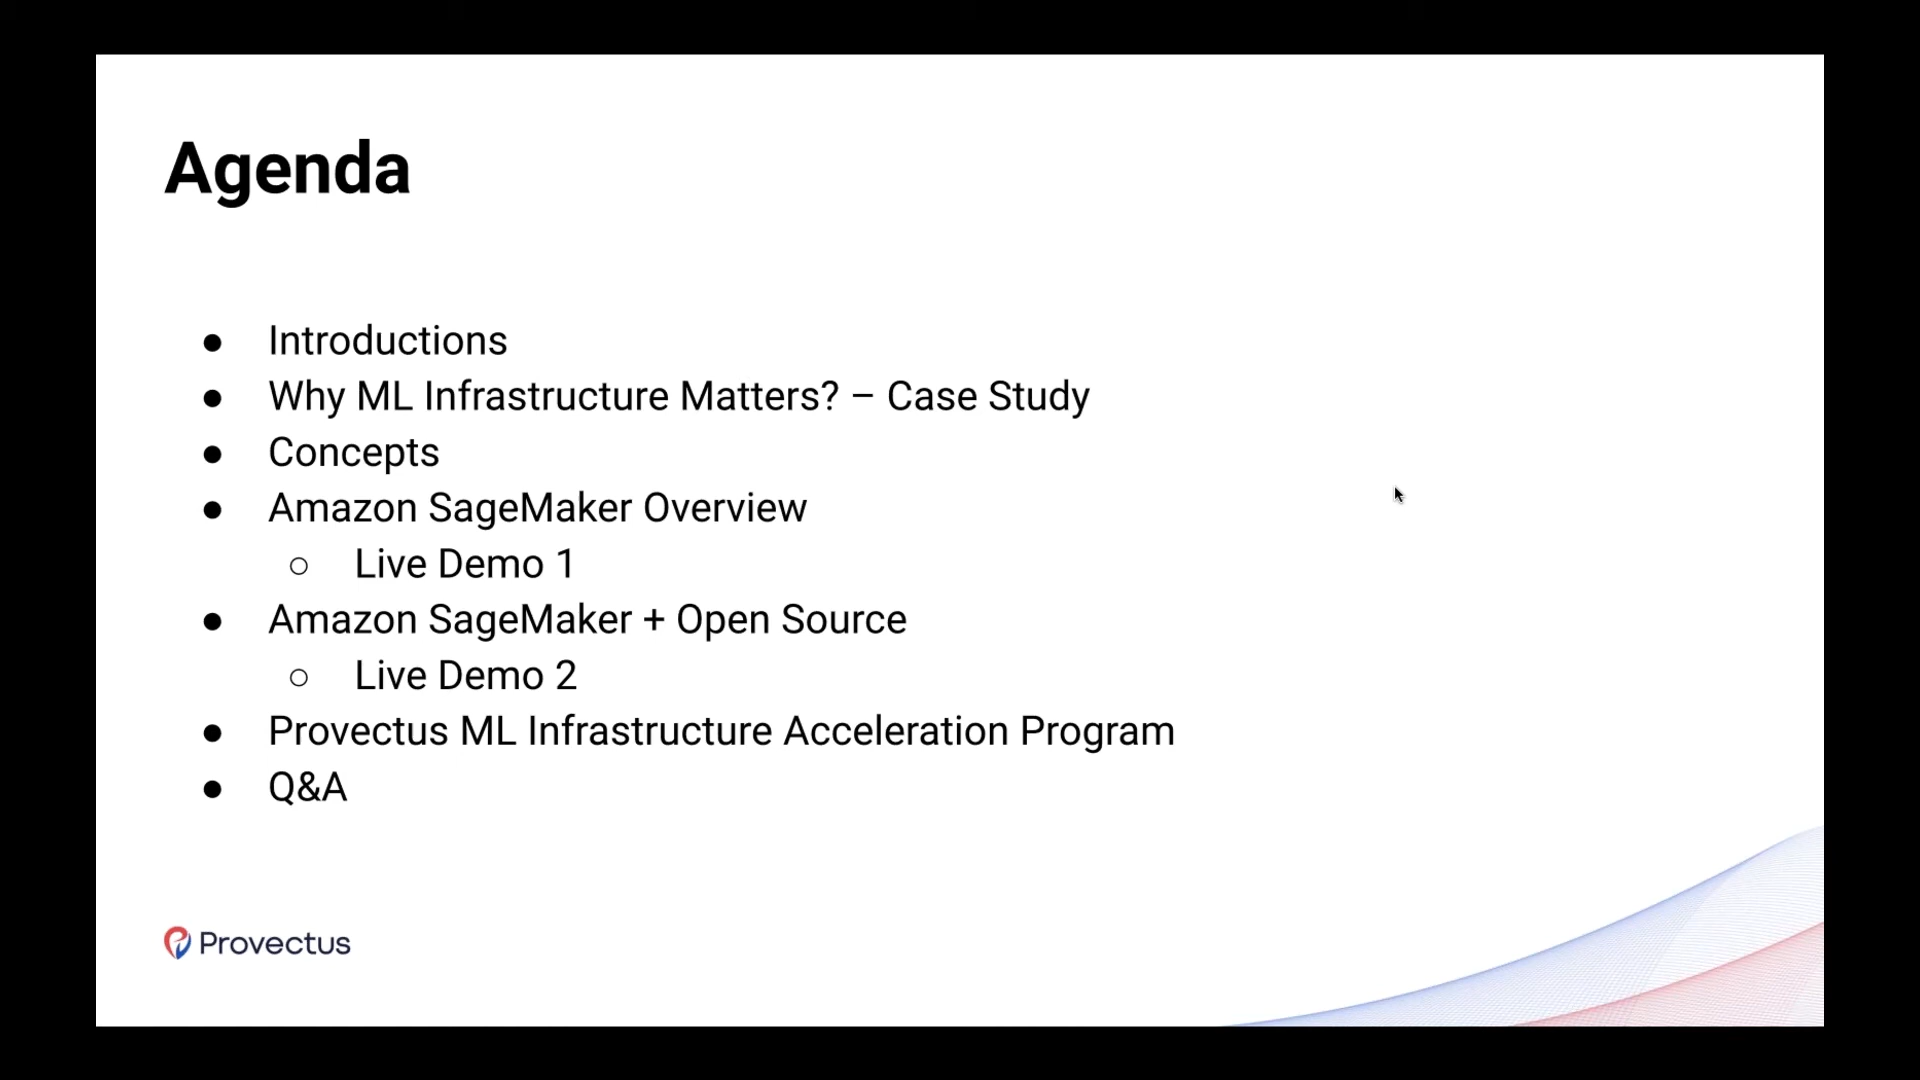 Agenda
● Introductions
● Why ML Infrastructure Matters? – Case Study
● Concepts
● Amazon SageMaker Overview
○ Live Demo 1
● Amazon SageMaker + Open Source
○ Live Demo 2
● Provectus ML Infrastructure Acceleration Program
● Q&A
Provectus